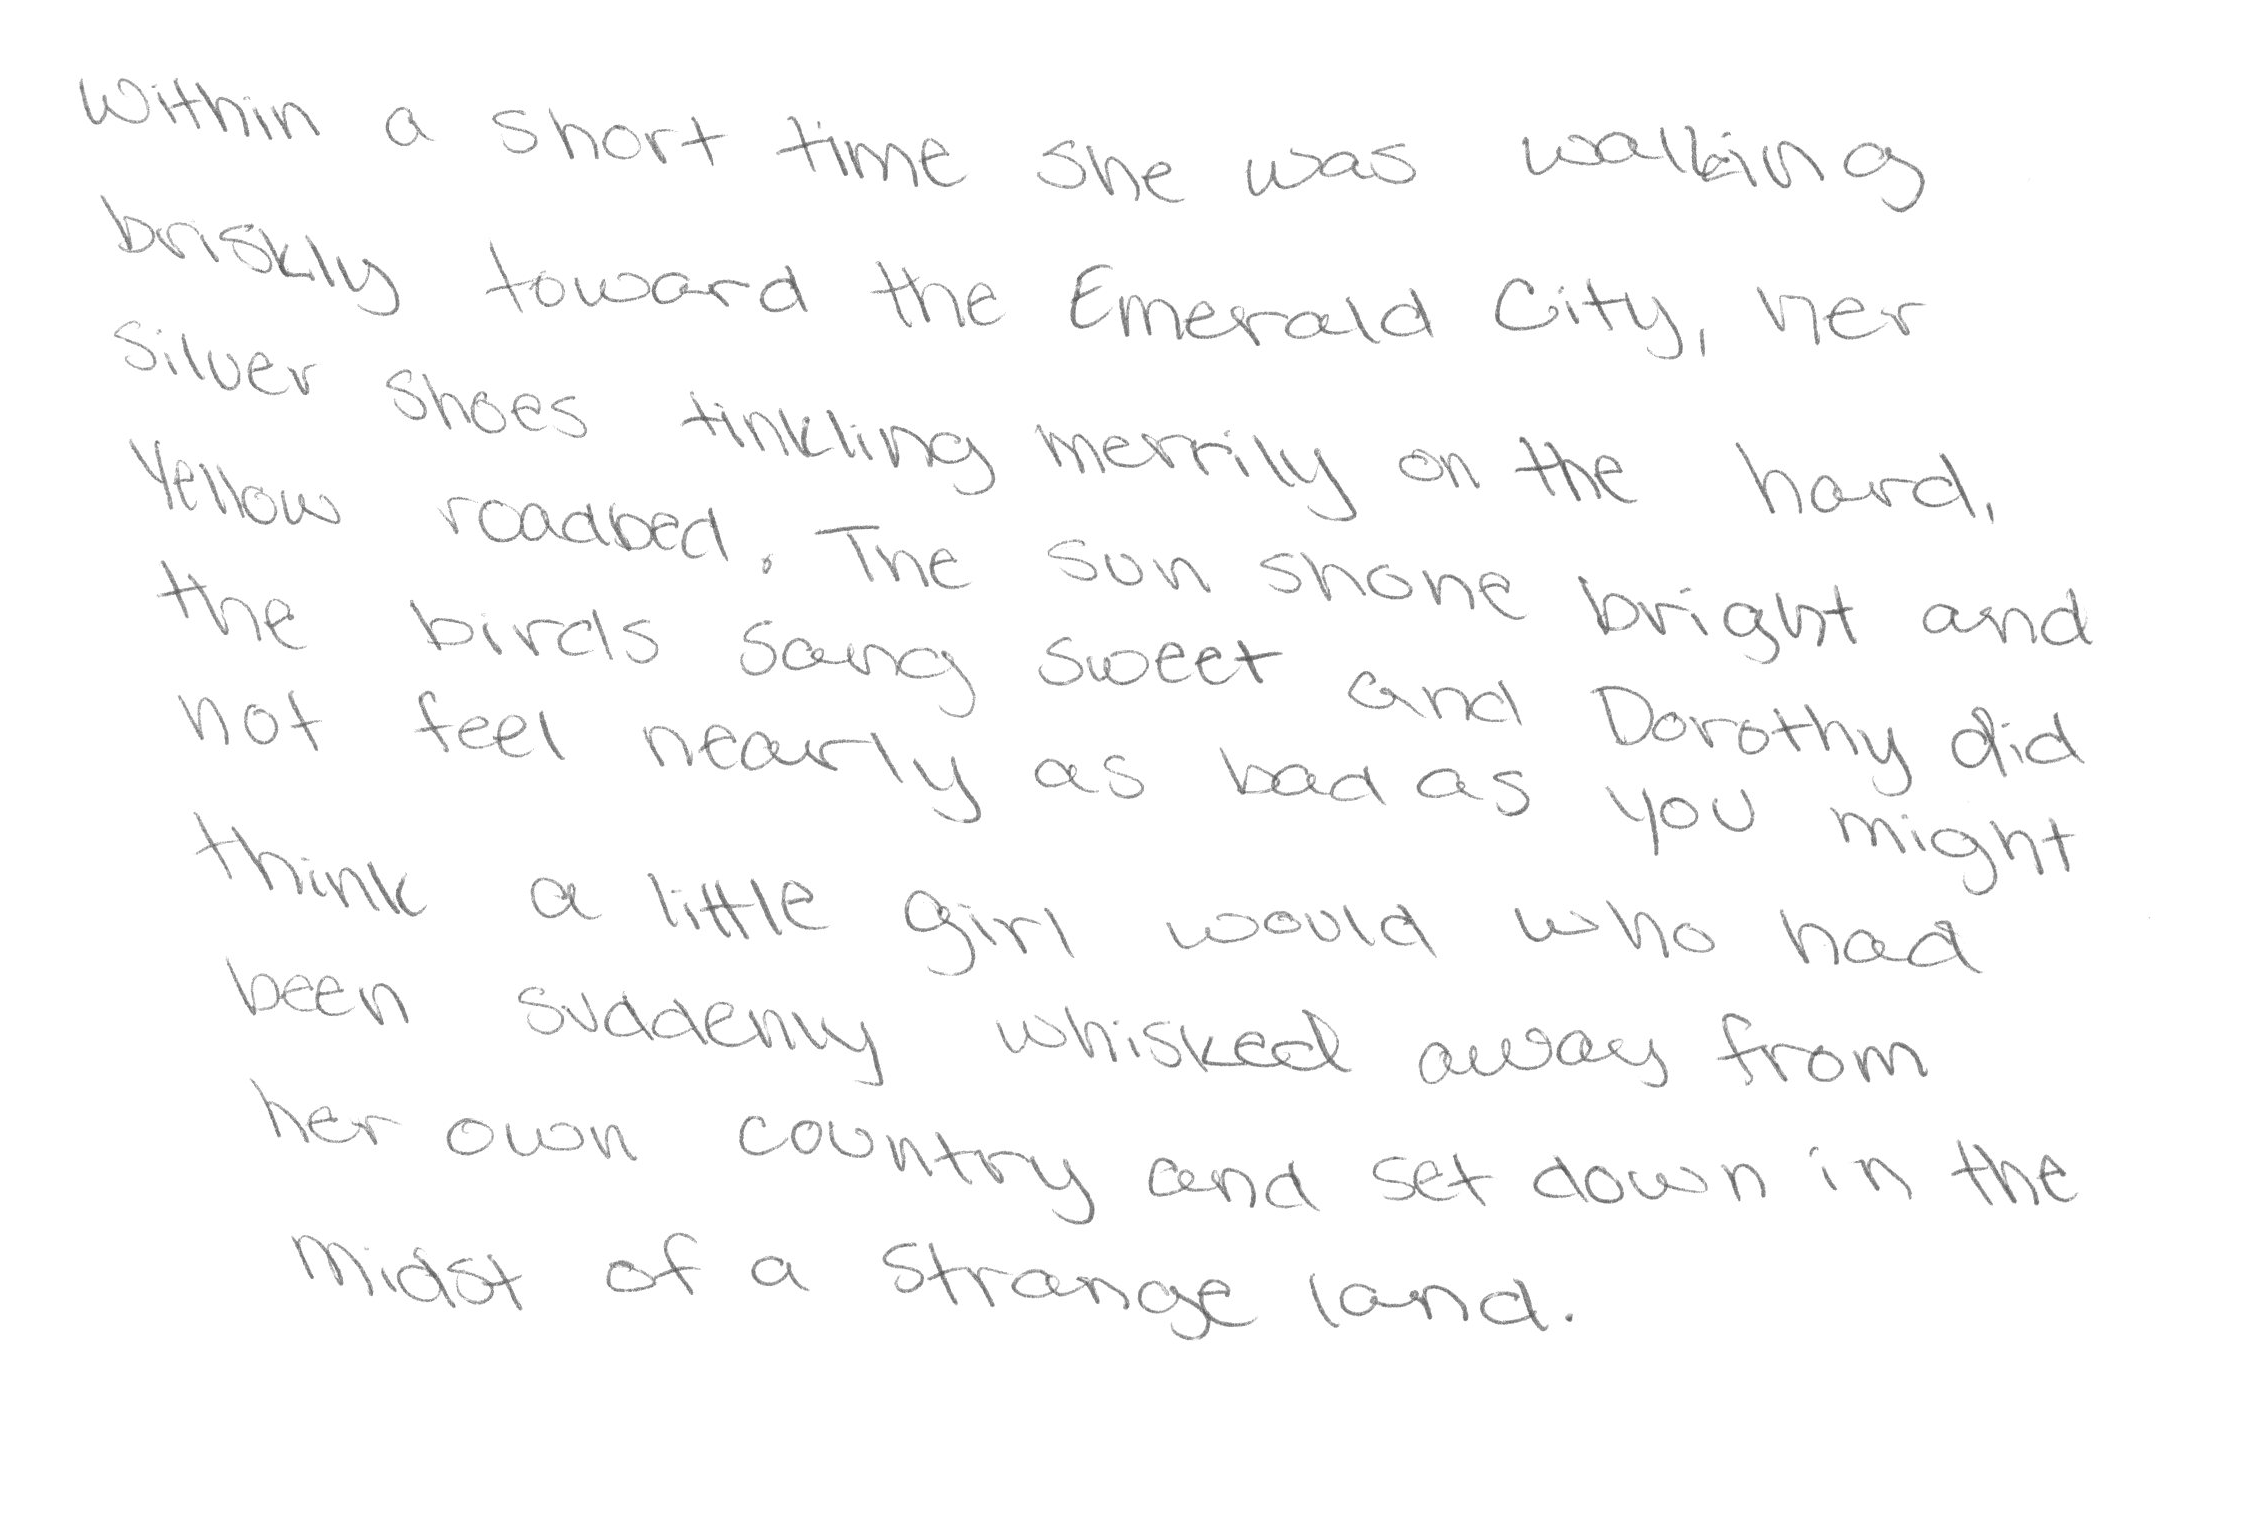 Within a short time she was walking
briskly toward the Emerald City, her
Silver Shoes tinkling merrily on the hard,
Yellow roadbed. The sun shone bright and
the birds sang sweet and Dorothy did
not feel nearly as bad as you might
think a little girl would who had
been suddenly whisked away from
her own country and set down in the
midst of a strange land.